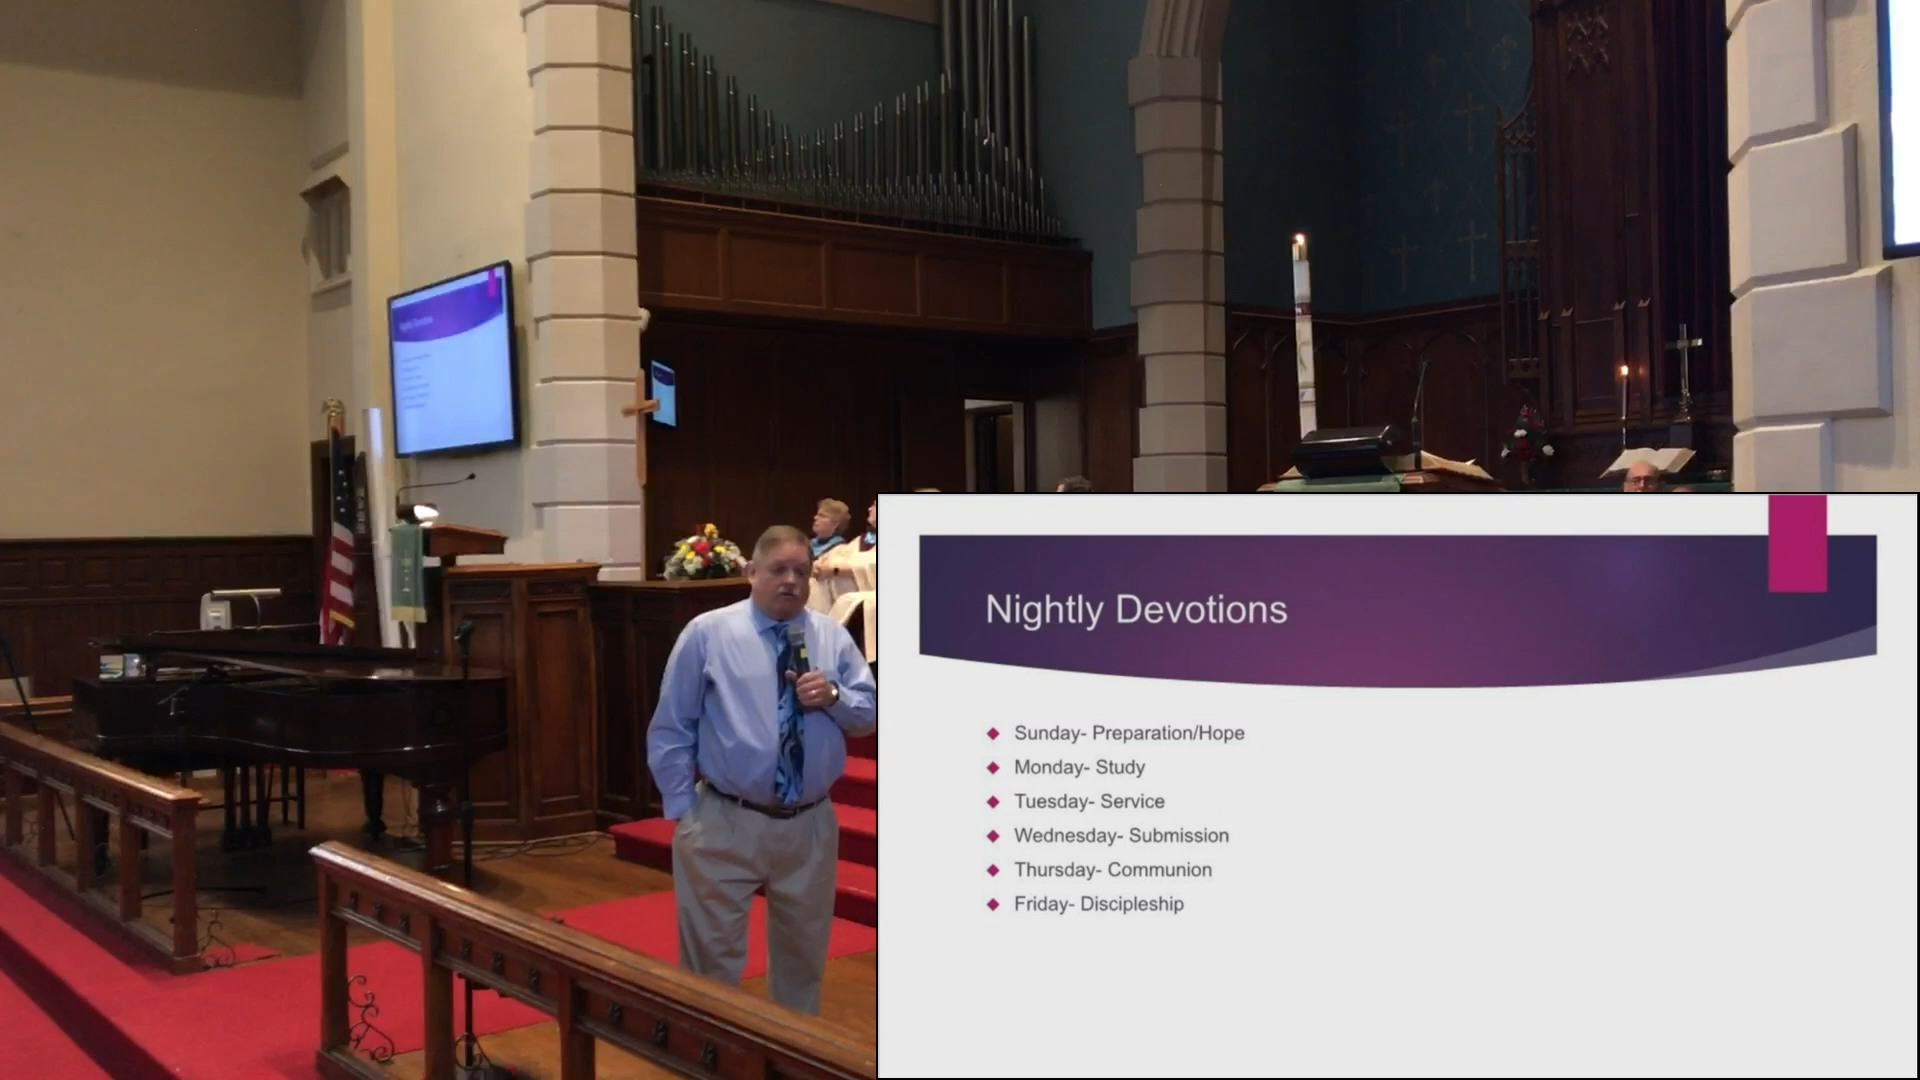 Nightly Devotions
Sunday- Preparation/Hope
Monday- Study
Tuesday- Service
Wednesday- Submission
Thursday- Communion
Friday- Discipleship